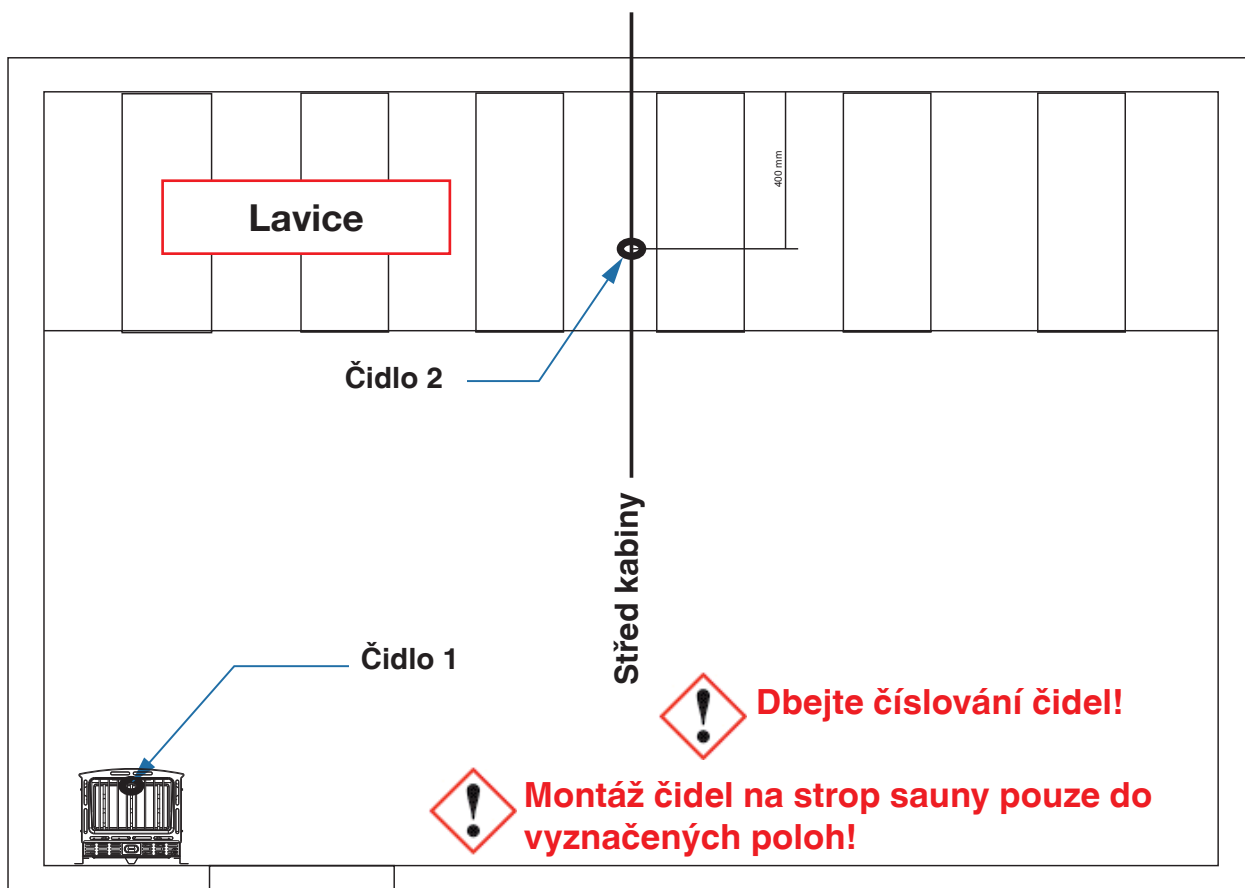 400 mm
Lavice
Čidlo 2
Střed kabiny
Čidlo 1
Dbejte číslování čidel!
Montáž čidel na strop sauny pouze do
vyznačených poloh!